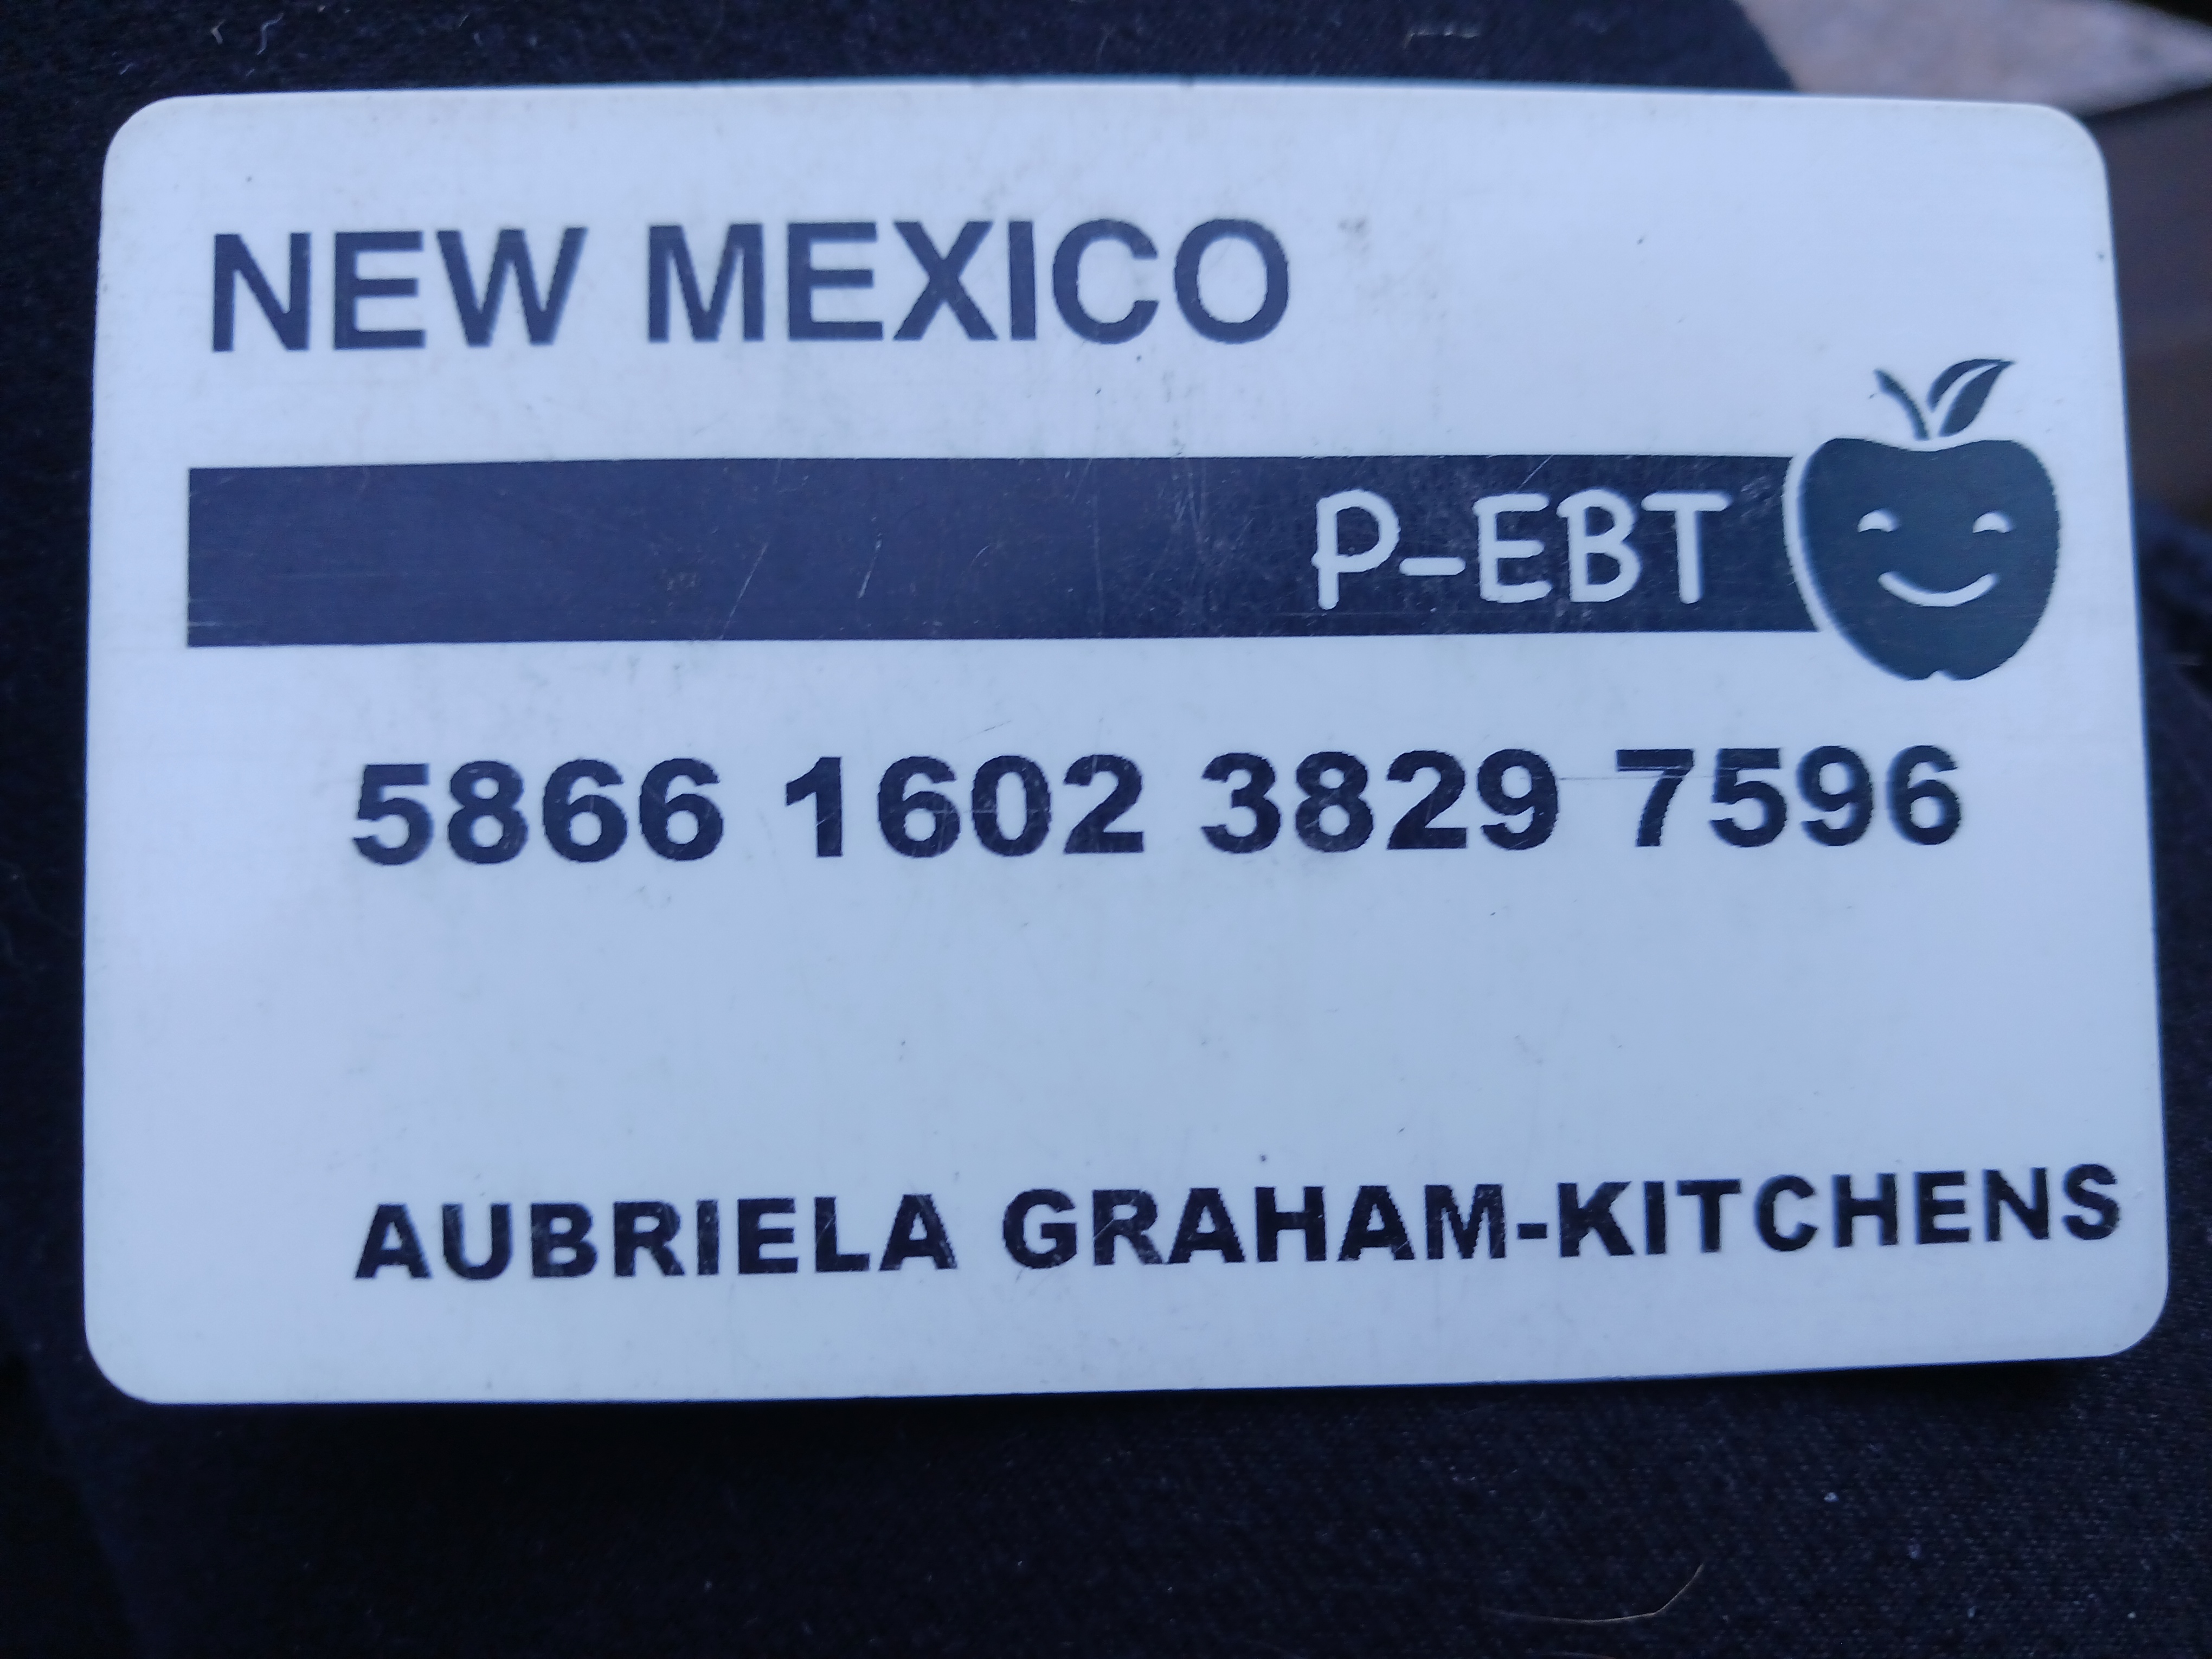 NEW MEXICO
P-EBT
5866 1602 3829 7596
AUBRIELA GRAHAM-KITCHENS